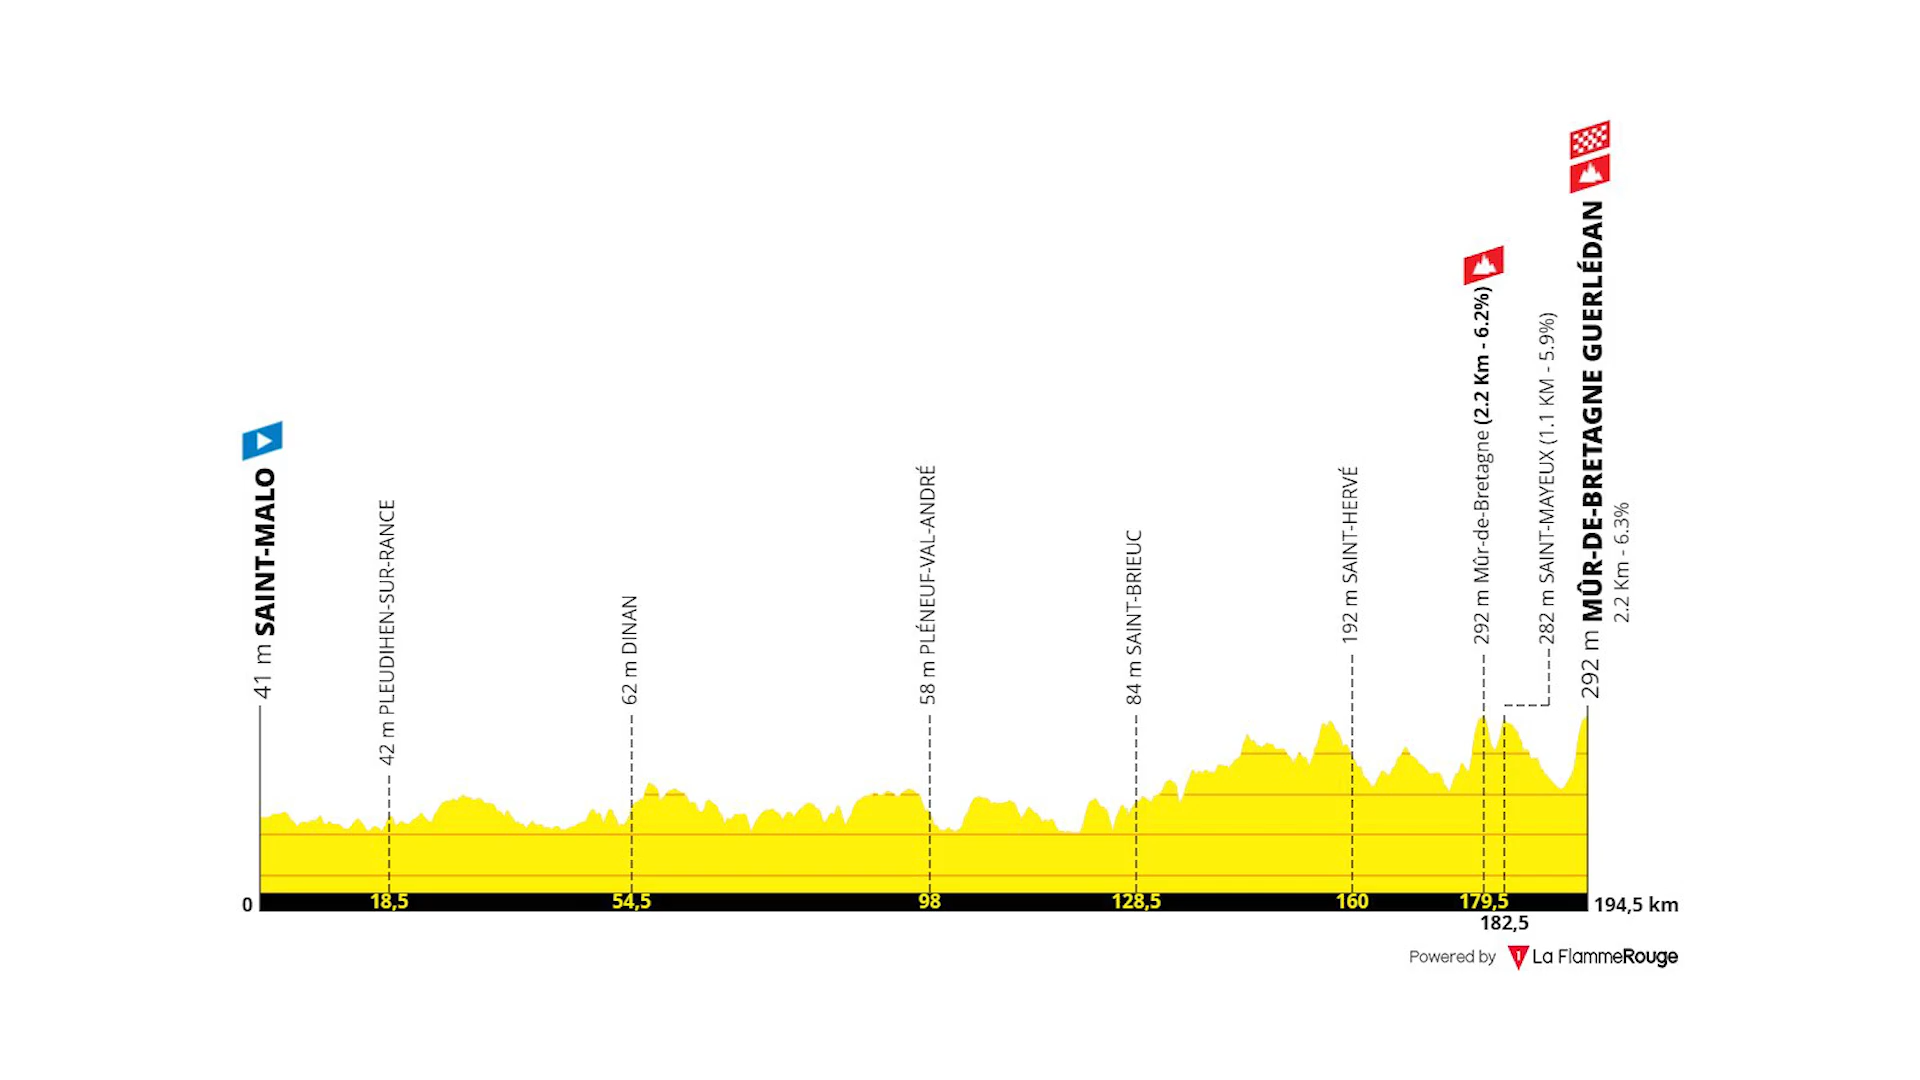 41 m SAINT-MALO
42 m PLEUDIHEN-SUR-RANCE
62 m DINAN
58 m PLÉNEUF-VAL-ANDRÉ
84 m SAINT-BRIEUC
192 m SAINT-HERVÉ
292 m Mûr-de-Bretagne (2.2 Km - 6.2%)
282 m SAINT-MAYEUX (1.1 KM - 5.9%)
292 m MÛR-DE-BRETAGNE GUERLÉDAN
2.2 Km - 6.3%
0 18,5 54,5 98 128,5 160 179,5 194,5 km
182,5
Powered by 1 La FlammeRouge